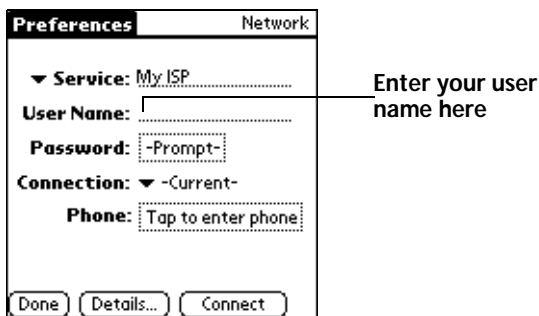 Preferences Network
Service: My ISP
User Name:
Password: -Prompt-
Connection: -Current-
Phone: Tap to enter phone
Done Details... Connect
Enter your user
name here